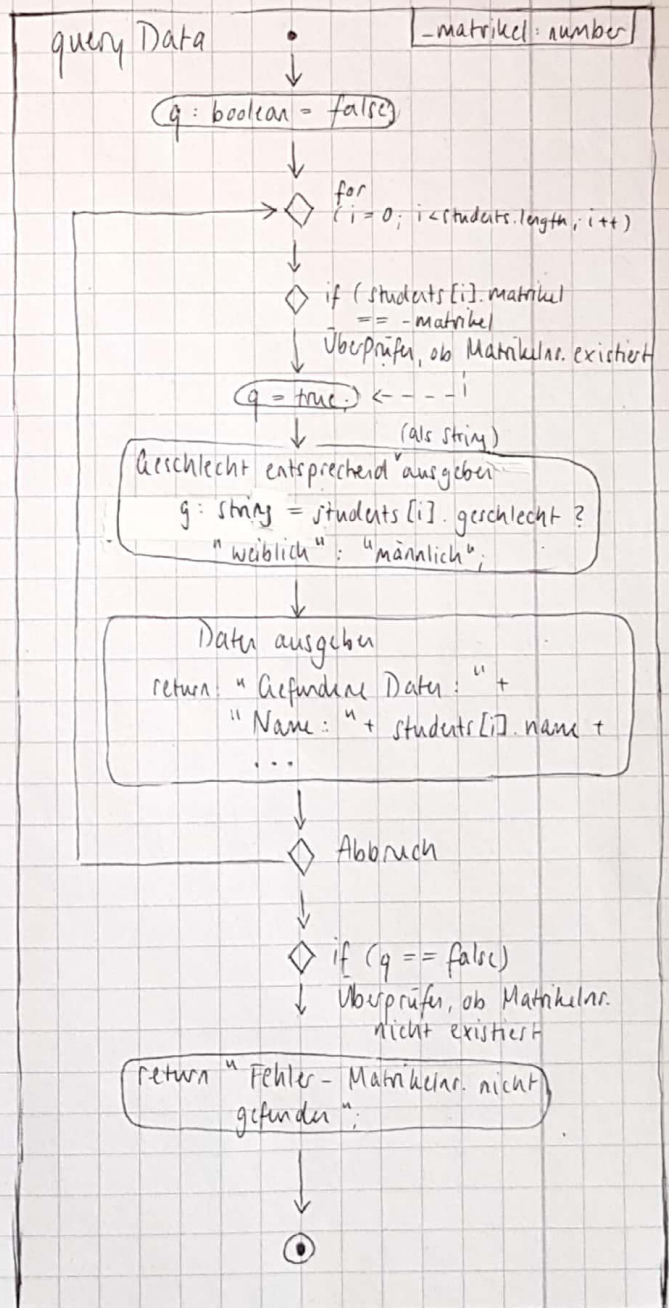 query Data
_matrikel: number
q: boolean = false;
for
(i = 0; i < students.length; i++)
if (students[i].matrikel
== _matrikel
Überprüfen, ob Matrikelnr. existiert
q = true;
(als string)
Geschlecht entsprechend ausgeben
g: string = students[i].geschlecht ?
"weiblich": "männlich";
Daten ausgeben
return: "Gefundene Daten: " +
"Name: " + students[i].name +
...
Abbruch
if (q == false)
Überprüfen, ob Matrikelnr.
nicht existiert
return "Fehler - Matrikelnr. nicht
gefunden";